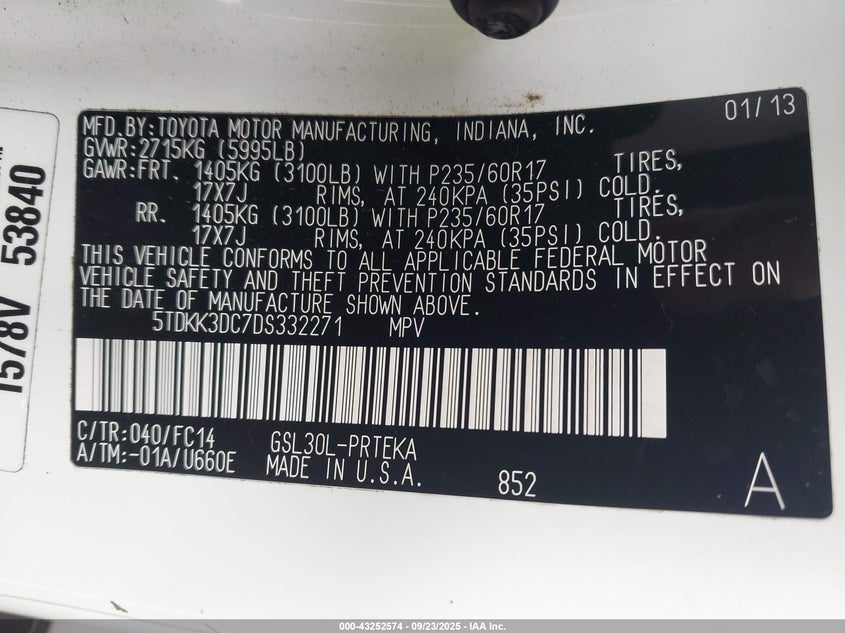 01/13
MFD.BY:TOYOTA MOTOR MANUFACTURING, INDIANA, INC.
GVWR:2715KG (5995LB)
GAWR:FRT. 1405KG (3100LB) WITH P235/60R17 TIRES,
17X7J RIMS, AT 240KPA (35PSI) COLD.
RR. 1405KG (3100LB) WITH P235/60R17 TIRES,
17X7J RIMS, AT 240KPA (35PSI) COLD.
THIS VEHICLE CONFORMS TO ALL APPLICABLE FEDERAL MOTOR
VEHICLE SAFETY AND THEFT PREVENTION STANDARDS IN EFFECT ON
THE DATE OF MANUFACTURE SHOWN ABOVE.
5TDKK3DC7DS332271 MPV
C/TR:040/FC14 GSL30L-PRTEKA
A/TM:-01A/U660E MADE IN U.S.A.
852 A
1578V 53840
000-43252574 - 09/23/2025 - IAA Inc.